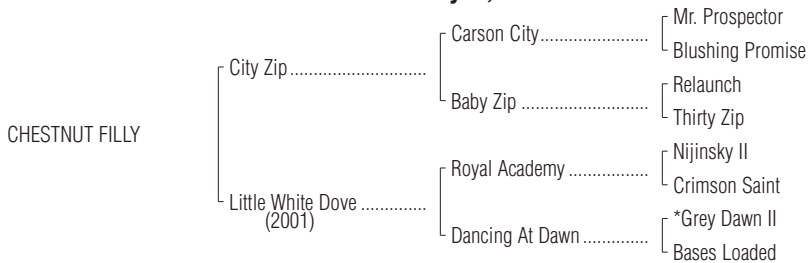 Mr. Prospector
Carson City
Blushing Promise
City Zip
Relaunch
Baby Zip
Thirty Zip
CHESTNUT FILLY
Nijinsky II
Royal Academy
Crimson Saint
Little White Dove
(2001)
*Grey Dawn II
Dancing At Dawn
Bases Loaded